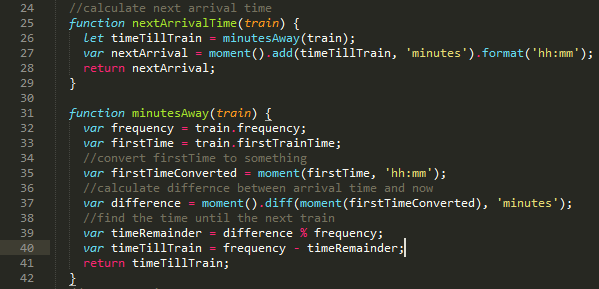 24 //calculate next arrival time
25 function nextArrivalTime(train) {
26 let timeTillTrain = minutesAway(train);
27 var nextArrival = moment().add(timeTillTrain, 'minutes').format('hh:mm');
28 return nextArrival;
29 }
30
31 function minutesAway(train) {
32 var frequency = train.frequency;
33 var firstTime = train.firstTrainTime;
34 //convert firstTime to something
35 var firstTimeConverted = moment(firstTime, 'hh:mm');
36 //calculate differnce between arrival time and now
37 var difference = moment().diff(moment(firstTimeConverted), 'minutes');
38 //find the time until the next train
39 var timeRemainder = difference % frequency;
40 var timeTillTrain = frequency - timeRemainder;
41 return timeTillTrain;
42 }